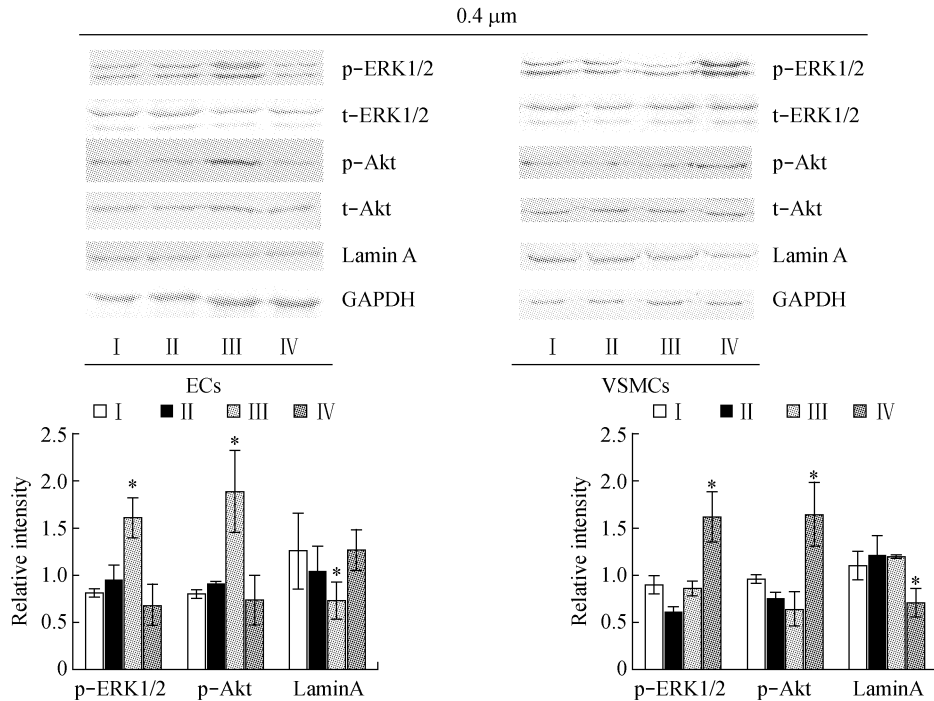 0.4 μm
p-ERK1/2
t-ERK1/2
p-Akt
t-Akt
Lamin A
GAPDH
I II III IV
ECs
p-ERK1/2
t-ERK1/2
p-Akt
t-Akt
Lamin A
GAPDH
I II III IV
VSMCs
I II III IV
Relative intensity
2.5
2.0
1.5
1.0
0.5
0
* * *
p-ERK1/2 p-Akt LaminA
I II III IV
Relative intensity
2.5
2.0
1.5
1.0
0.5
0
* * *
p-ERK1/2 p-Akt LaminA